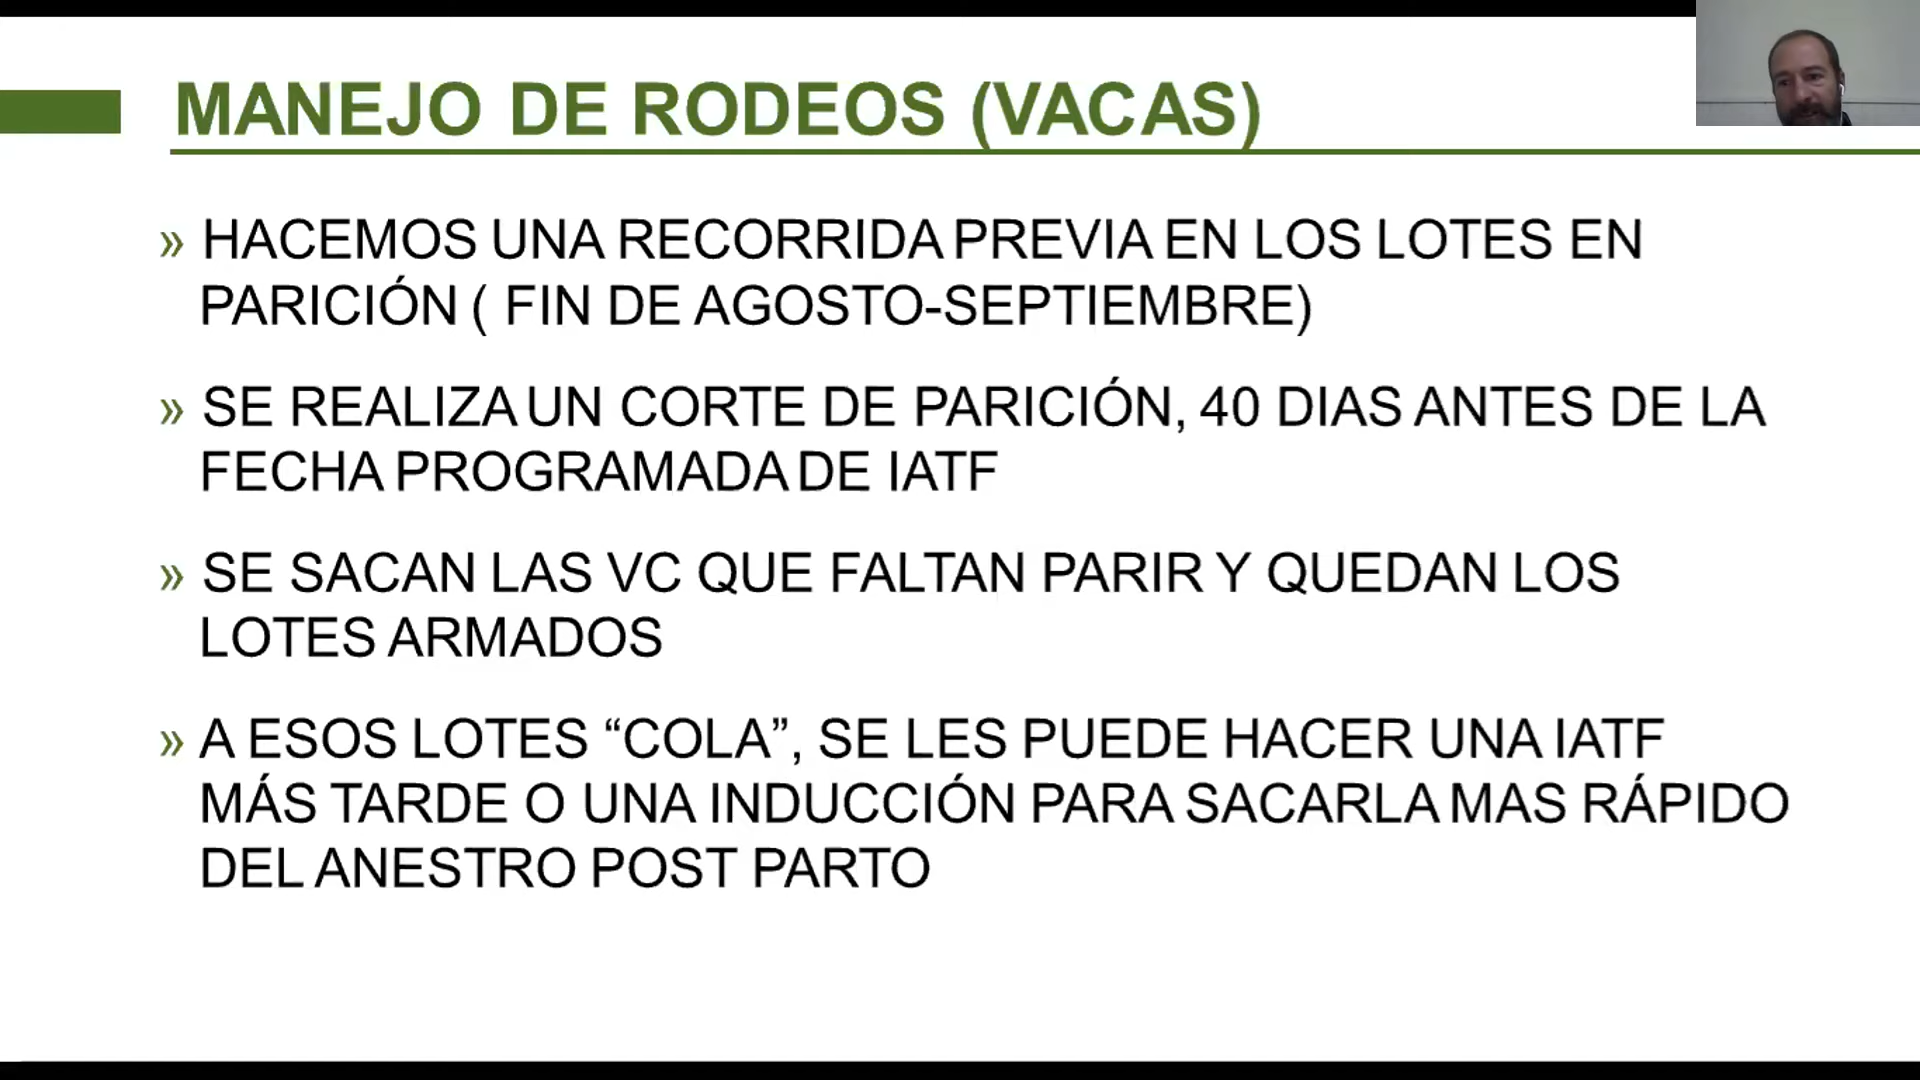 MANEJO DE RODEOS (VACAS)
» HACEMOS UNA RECORRIDA PREVIA EN LOS LOTES EN
PARICIÓN ( FIN DE AGOSTO-SEPTIEMBRE)
» SE REALIZA UN CORTE DE PARICIÓN, 40 DIAS ANTES DE LA
FECHA PROGRAMADA DE IATF
» SE SACAN LAS VC QUE FALTAN PARIR Y QUEDAN LOS
LOTES ARMADOS
» A ESOS LOTES “COLA”, SE LES PUEDE HACER UNA IATF
MÁS TARDE O UNA INDUCCIÓN PARA SACARLA MAS RÁPIDO
DEL ANESTRO POST PARTO